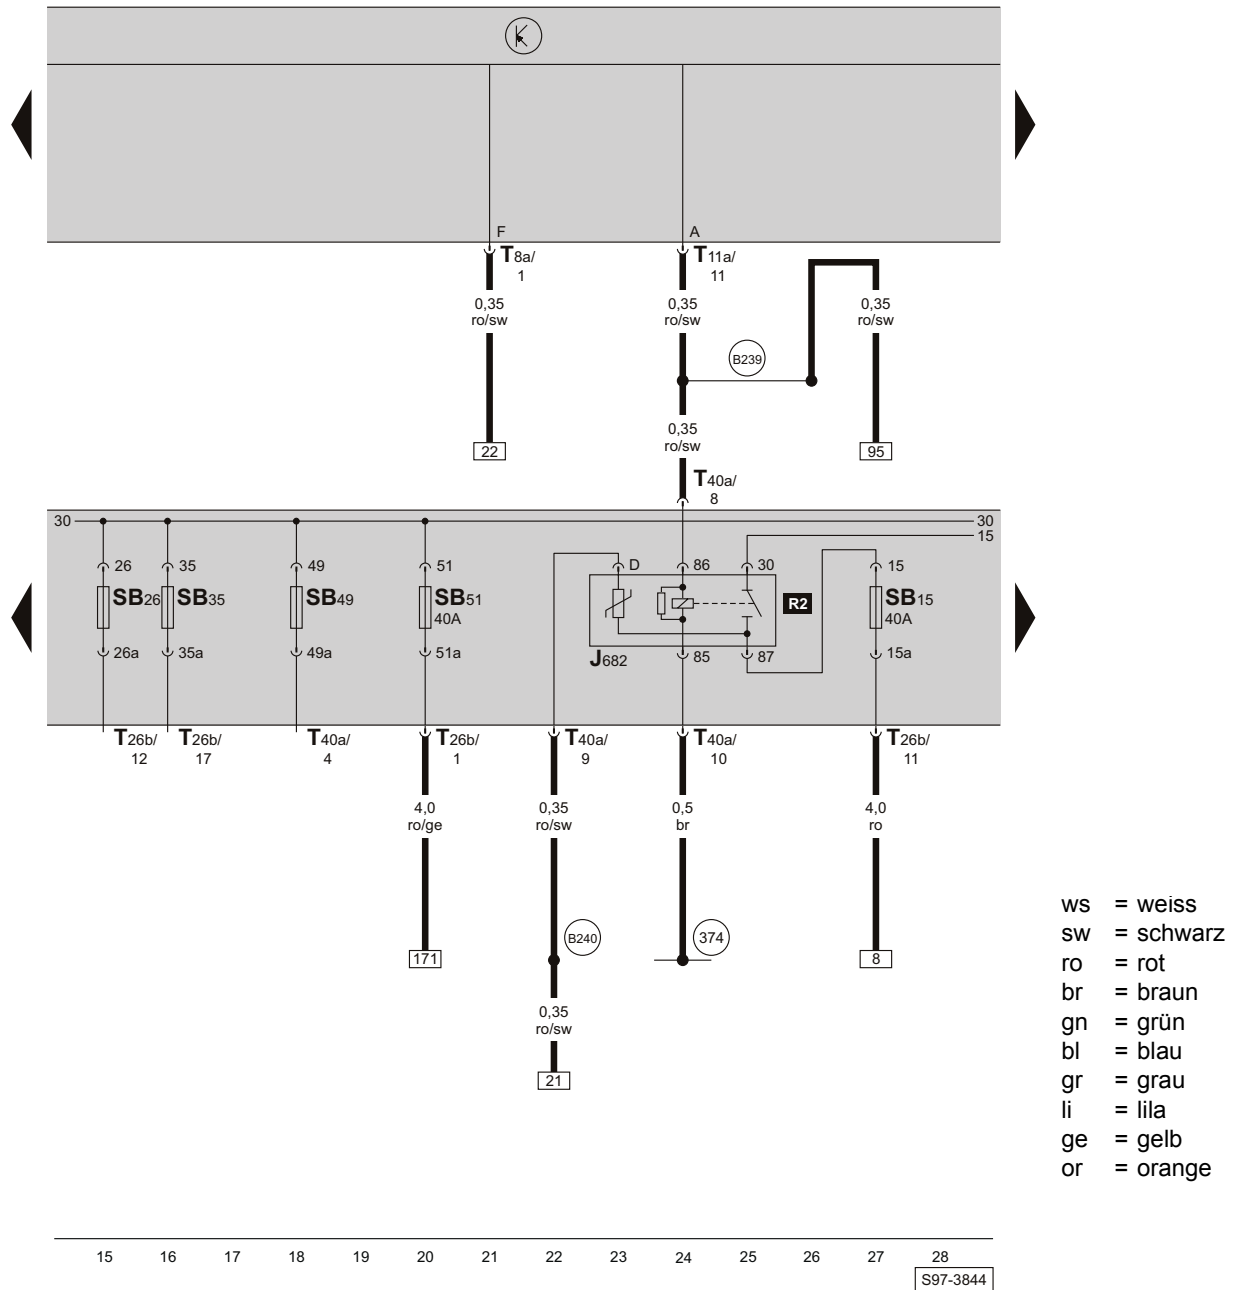 F A
T8a/ T11a/
1 11
0,35 0,35 0,35
ro/sw ro/sw ro/sw
B239
0,35
ro/sw
22 95
T40a/
8
30 30
15
26 35 49 51 D 86 30 15
SB26 SB35 SB49 SB51 R2 SB15
40A 40A
26a 35a 49a 51a J682 85 87 15a
T26b/ T26b/ T40a/ T26b/ T40a/ T40a/ T26b/
12 17 4 1 9 10 11
4,0 0,35 0,5 4,0
ro/ge ro/sw br ro
B240 374
171 8
0,35
ro/sw
21
ws = weiss
sw = schwarz
ro = rot
br = braun
gn = grün
bl = blau
gr = grau
li = lila
ge = gelb
or = orange
15 16 17 18 19 20 21 22 23 24 25 26 27 28
S97-3844